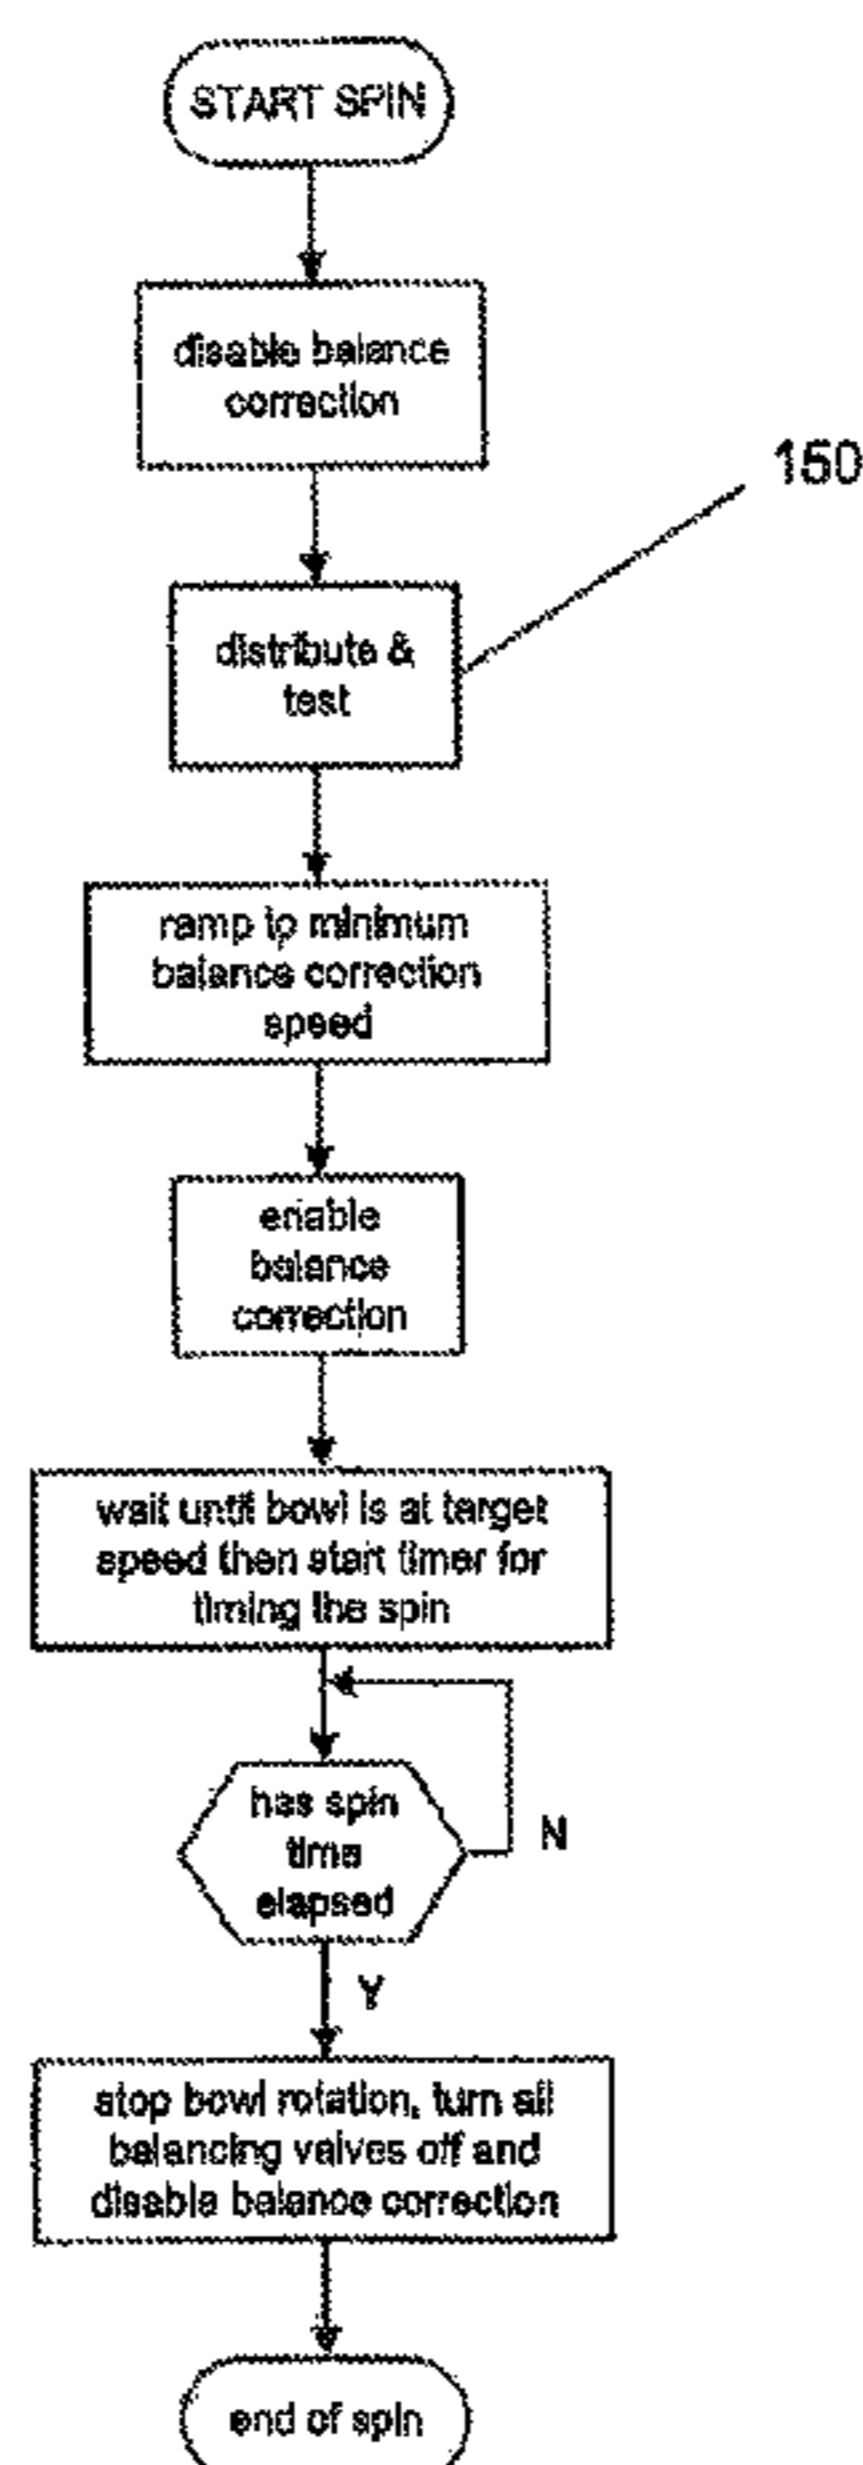 START SPIN
disable balance
correction
150
distribute &
test
ramp to minimum
balance correction
speed
enable
balance
correction
wait until bowl is at target
speed then start timer for
timing the spin
has spin
time
elapsed
N
Y
stop bowl rotation, turn all
balancing valves off and
disable balance correction
end of spin